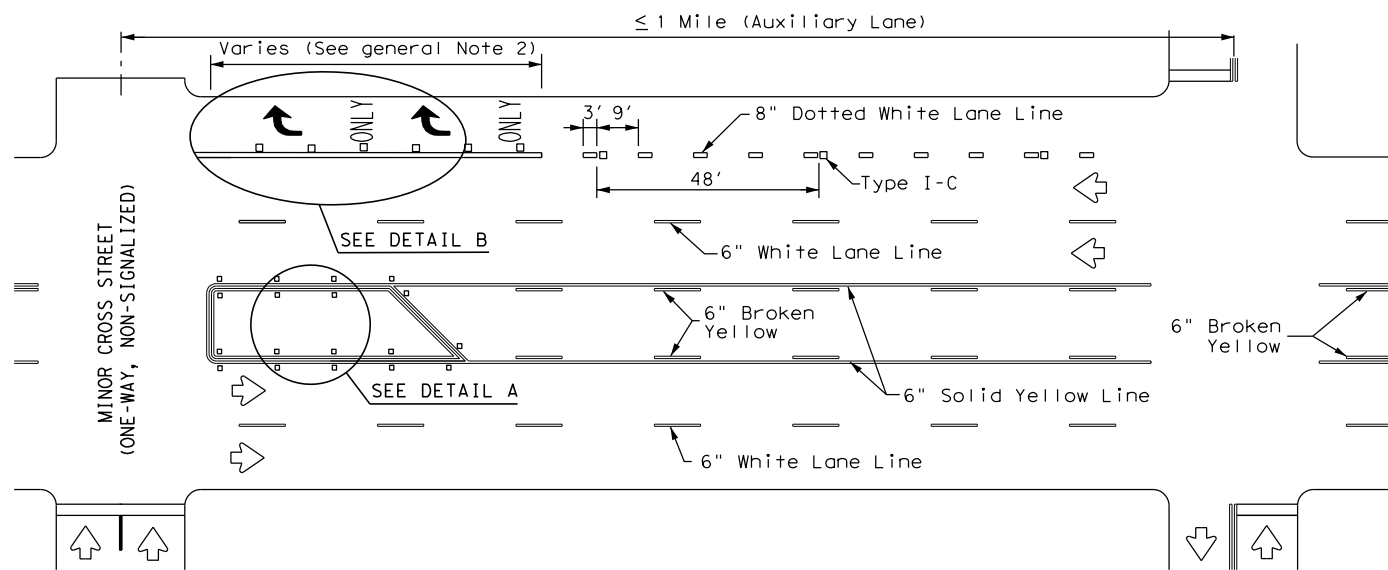 ≤ 1 Mile (Auxiliary Lane)
Varies (See general Note 2)
ONLY
ONLY
3' 9'
8" Dotted White Lane Line
48'
Type I-C
SEE DETAIL B
6" White Lane Line
MINOR CROSS STREET
(ONE-WAY, NON-SIGNALIZED)
6" Broken
Yellow
6" Broken
Yellow
SEE DETAIL A
6" Solid Yellow Line
6" White Lane Line